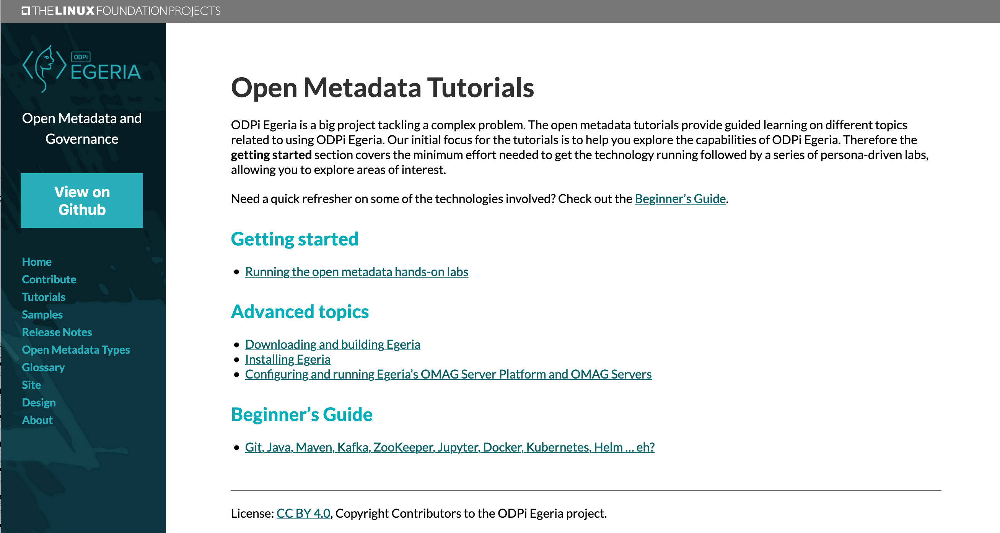 THE LINUX FOUNDATION PROJECTS
ODPi
EGERIA
Open Metadata and
Governance
View on
Github
Home
Contribute
Tutorials
Samples
Release Notes
Open Metadata Types
Glossary
Site
Design
About
Open Metadata Tutorials
ODPi Egeria is a big project tackling a complex problem. The open metadata tutorials provide guided learning on different topics
related to using ODPi Egeria. Our initial focus for the tutorials is to help you explore the capabilities of ODPi Egeria. Therefore the
getting started section covers the minimum effort needed to get the technology running followed by a series of persona-driven labs,
allowing you to explore areas of interest.
Need a quick refresher on some of the technologies involved? Check out the Beginner’s Guide.
Getting started
• Running the open metadata hands-on labs
Advanced topics
• Downloading and building Egeria
• Installing Egeria
• Configuring and running Egeria’s OMAG Server Platform and OMAG Servers
Beginner’s Guide
• Git, Java, Maven, Kafka, ZooKeeper, Jupyter, Docker, Kubernetes, Helm … eh?
License: CC BY 4.0, Copyright Contributors to the ODPi Egeria project.